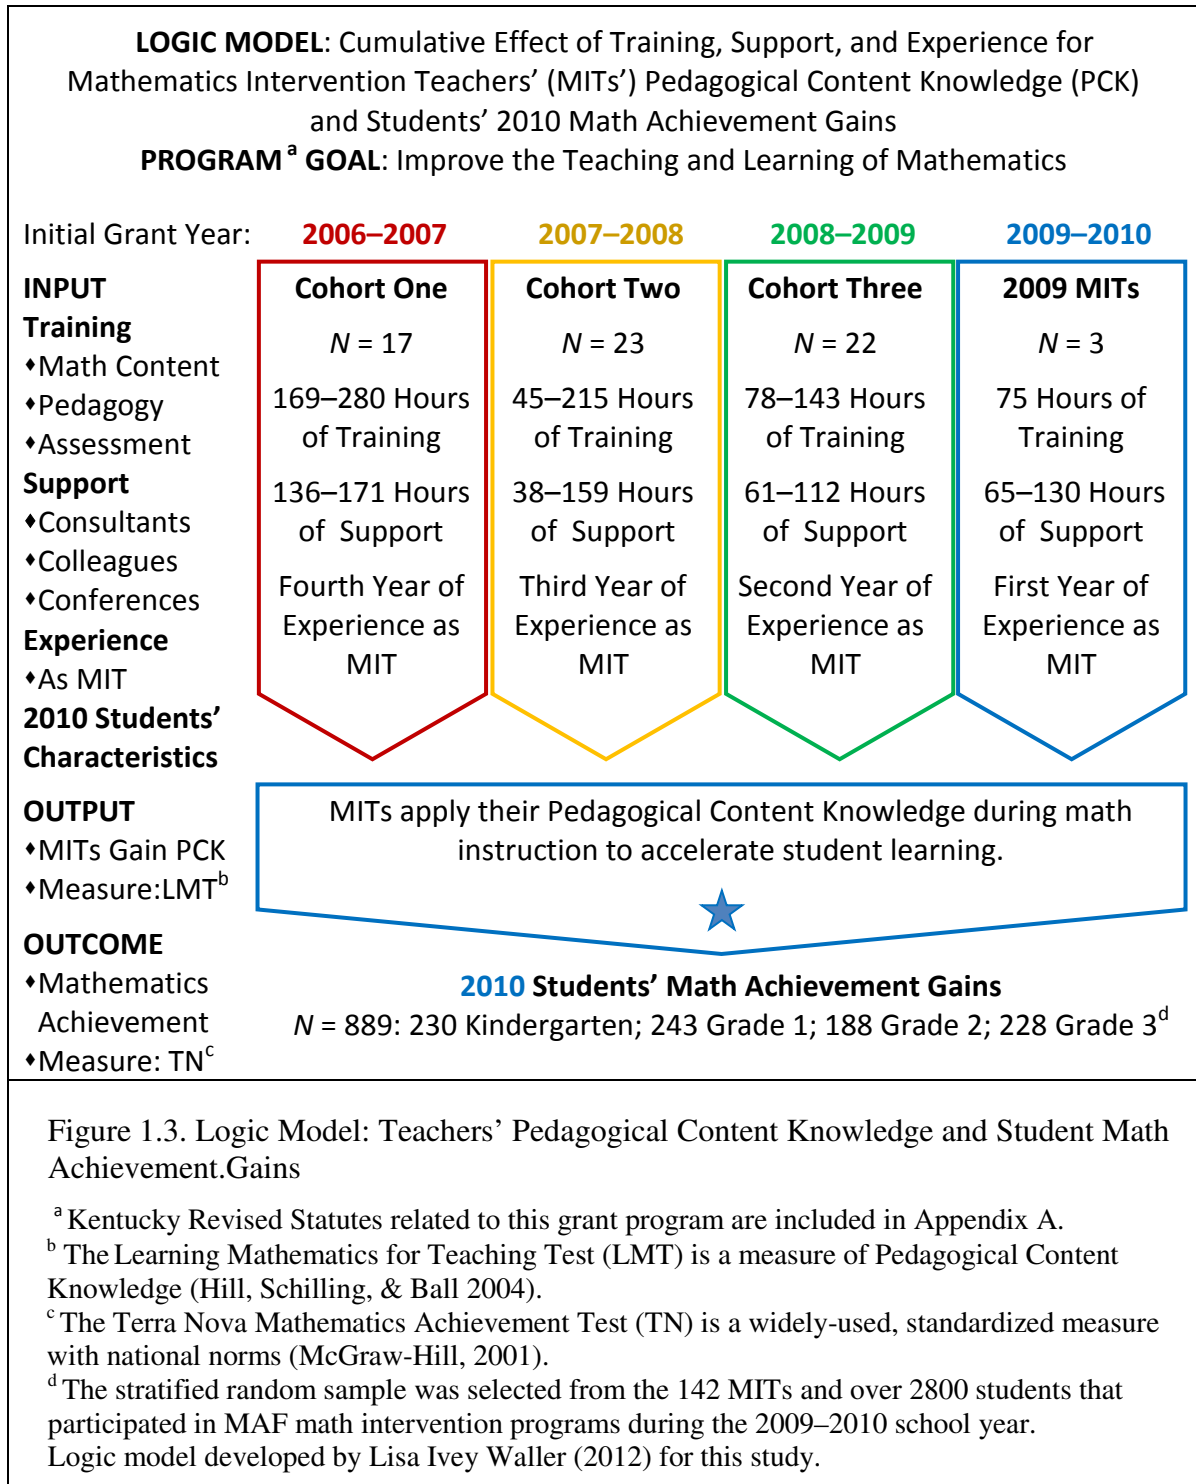 LOGIC MODEL: Cumulative Effect of Training, Support, and Experience for
Mathematics Intervention Teachers’ (MITs’) Pedagogical Content Knowledge (PCK)
and Students’ 2010 Math Achievement Gains
PROGRAM a GOAL: Improve the Teaching and Learning of Mathematics
Initial Grant Year: 2006–2007 2007–2008 2008–2009 2009–2010
INPUT
Training
♦Math Content
♦Pedagogy
♦Assessment
Support
♦Consultants
♦Colleagues
♦Conferences
Experience
♦As MIT
2010 Students’
Characteristics
Cohort One
N = 17
169–280 Hours
of Training
136–171 Hours
of Support
Fourth Year of
Experience as
MIT
Cohort Two
N = 23
45–215 Hours
of Training
38–159 Hours
of Support
Third Year of
Experience as
MIT
Cohort Three
N = 22
78–143 Hours
of Training
61–112 Hours
of Support
Second Year of
Experience as
MIT
2009 MITs
N = 3
75 Hours of
Training
65–130 Hours
of Support
First Year of
Experience as
MIT
OUTPUT
♦MITs Gain PCK
♦Measure:LMTb
MITs apply their Pedagogical Content Knowledge during math
instruction to accelerate student learning.
OUTCOME
♦Mathematics
Achievement
♦Measure: TNc
2010 Students’ Math Achievement Gains
N = 889: 230 Kindergarten; 243 Grade 1; 188 Grade 2; 228 Grade 3d
Figure 1.3. Logic Model: Teachers’ Pedagogical Content Knowledge and Student Math
Achievement.Gains
a Kentucky Revised Statutes related to this grant program are included in Appendix A.
b The Learning Mathematics for Teaching Test (LMT) is a measure of Pedagogical Content
Knowledge (Hill, Schilling, & Ball 2004).
c The Terra Nova Mathematics Achievement Test (TN) is a widely-used, standardized measure
with national norms (McGraw-Hill, 2001).
d The stratified random sample was selected from the 142 MITs and over 2800 students that
participated in MAF math intervention programs during the 2009–2010 school year.
Logic model developed by Lisa Ivey Waller (2012) for this study.